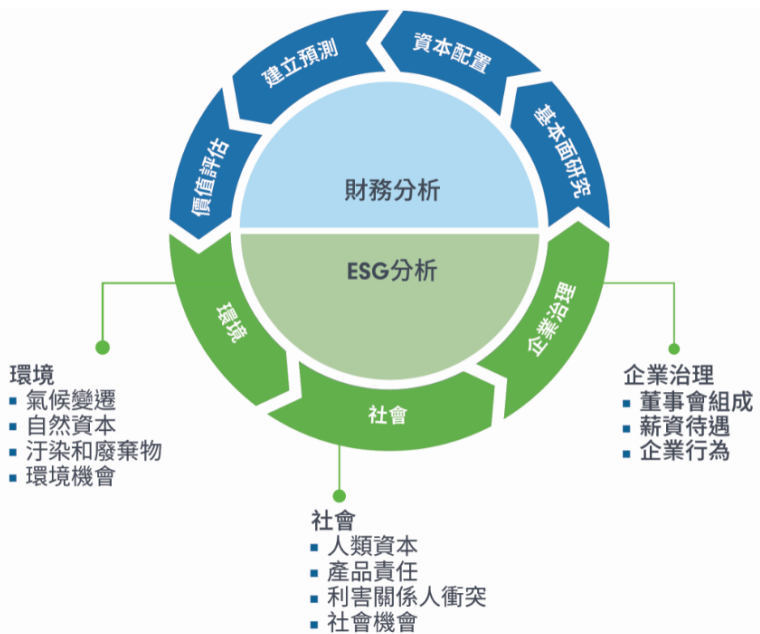 建立預測
資本配置
價值評估
基本面研究
財務分析
ESG分析
環境
企業治理
社會
環境
▪ 氣候變遷
▪ 自然資本
▪ 汙染和廢棄物
▪ 環境機會
企業治理
▪ 董事會組成
▪ 薪資待遇
▪ 企業行為
社會
▪ 人類資本
▪ 產品責任
▪ 利害關係人衝突
▪ 社會機會